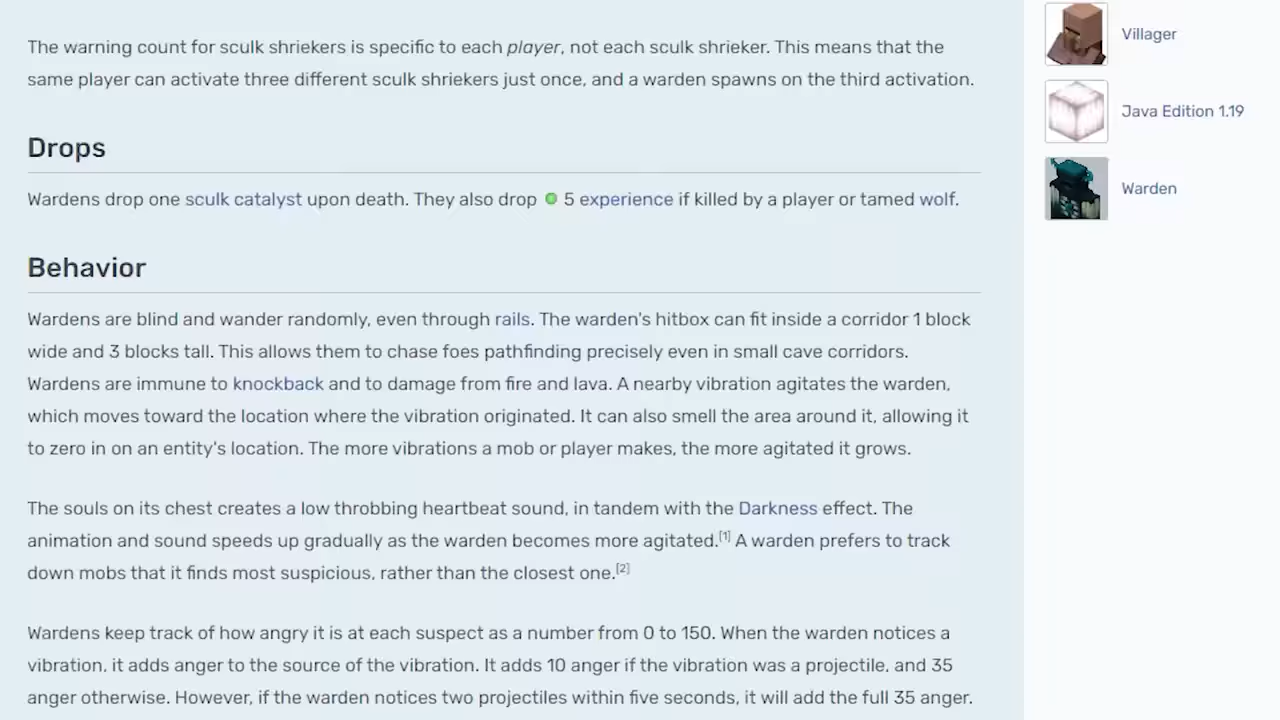 The warning count for sculk shriekers is specific to each player, not each sculk shrieker. This means that the
same player can activate three different sculk shriekers just once, and a warden spawns on the third activation.
Drops
Wardens drop one sculk catalyst upon death. They also drop 5 experience if killed by a player or tamed wolf.
Behavior
Wardens are blind and wander randomly, even through rails. The warden's hitbox can fit inside a corridor 1 block
wide and 3 blocks tall. This allows them to chase foes pathfinding precisely even in small cave corridors.
Wardens are immune to knockback and to damage from fire and lava. A nearby vibration agitates the warden,
which moves toward the location where the vibration originated. It can also smell the area around it, allowing it
to zero in on an entity's location. The more vibrations a mob or player makes, the more agitated it grows.
The souls on its chest creates a low throbbing heartbeat sound, in tandem with the Darkness effect. The
animation and sound speeds up gradually as the warden becomes more agitated.[1] A warden prefers to track
down mobs that it finds most suspicious, rather than the closest one.[2]
Wardens keep track of how angry it is at each suspect as a number from 0 to 150. When the warden notices a
vibration, it adds anger to the source of the vibration. It adds 10 anger if the vibration was a projectile, and 35
anger otherwise. However, if the warden notices two projectiles within five seconds, it will add the full 35 anger.
Villager
Java Edition 1.19
Warden